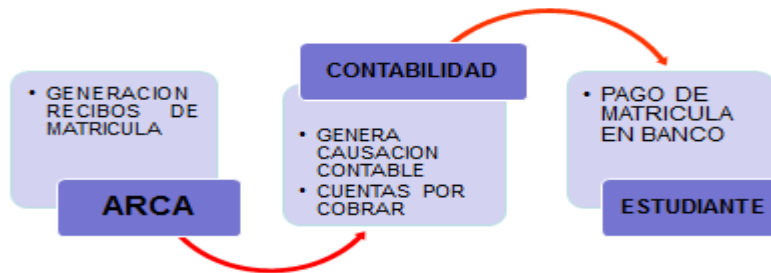 • GENERACION
RECIBOS DE
MATRICULA
ARCA
CONTABILIDAD
• GENERA
CAUSACION
CONTABLE
• CUENTAS POR
COBRAR
• PAGO DE
MATRICULA
EN BANCO
ESTUDIANTE